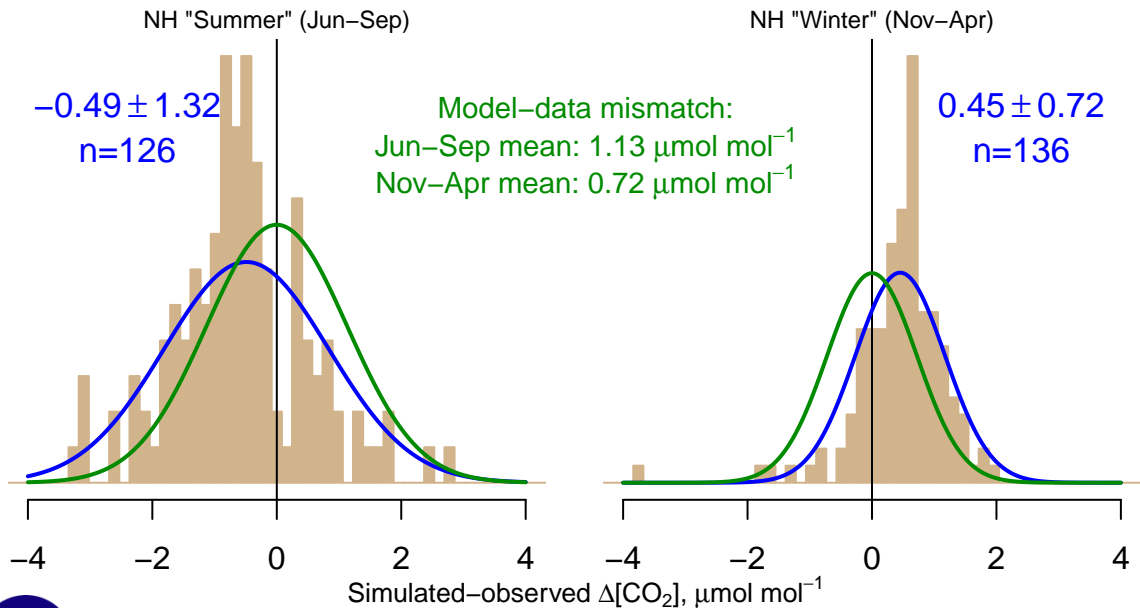 NH "Summer" (Jun−Sep)
NH "Winter" (Nov−Apr)
−0.49 ± 1.32
n=126
Model−data mismatch:
Jun−Sep mean: 1.13 μmol mol⁻¹
Nov−Apr mean: 0.72 μmol mol⁻¹
0.45 ± 0.72
n=136
−4 −2 0 2 4
−4 −2 0 2 4
Simulated−observed Δ[CO₂], μmol mol⁻¹